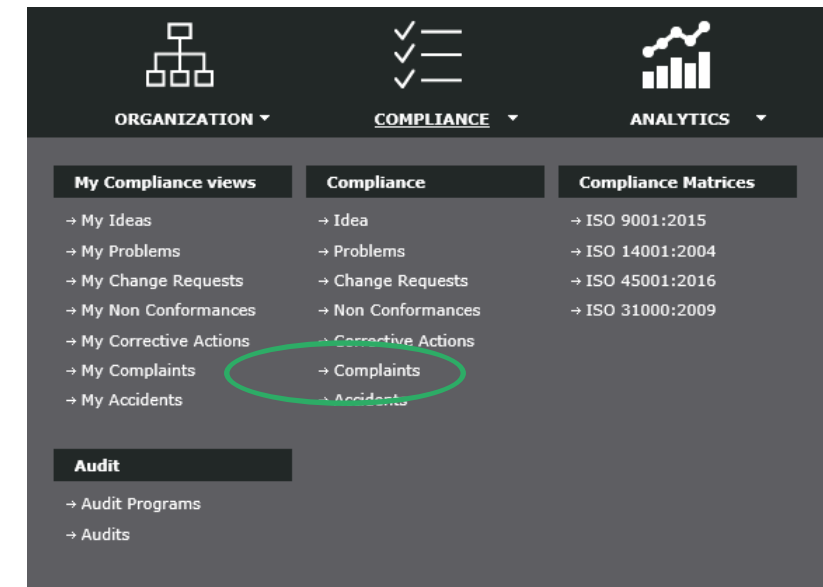 ORGANIZATION
COMPLIANCE
ANALYTICS
My Compliance views
→ My Ideas
→ My Problems
→ My Change Requests
→ My Non Conformances
→ My Corrective Actions
→ My Complaints
→ My Accidents
Compliance
→ Idea
→ Problems
→ Change Requests
→ Non Conformances
→ Corrective Actions
→ Complaints
→ Accidents
Compliance Matrices
→ ISO 9001:2015
→ ISO 14001:2004
→ ISO 45001:2016
→ ISO 31000:2009
Audit
→ Audit Programs
→ Audits